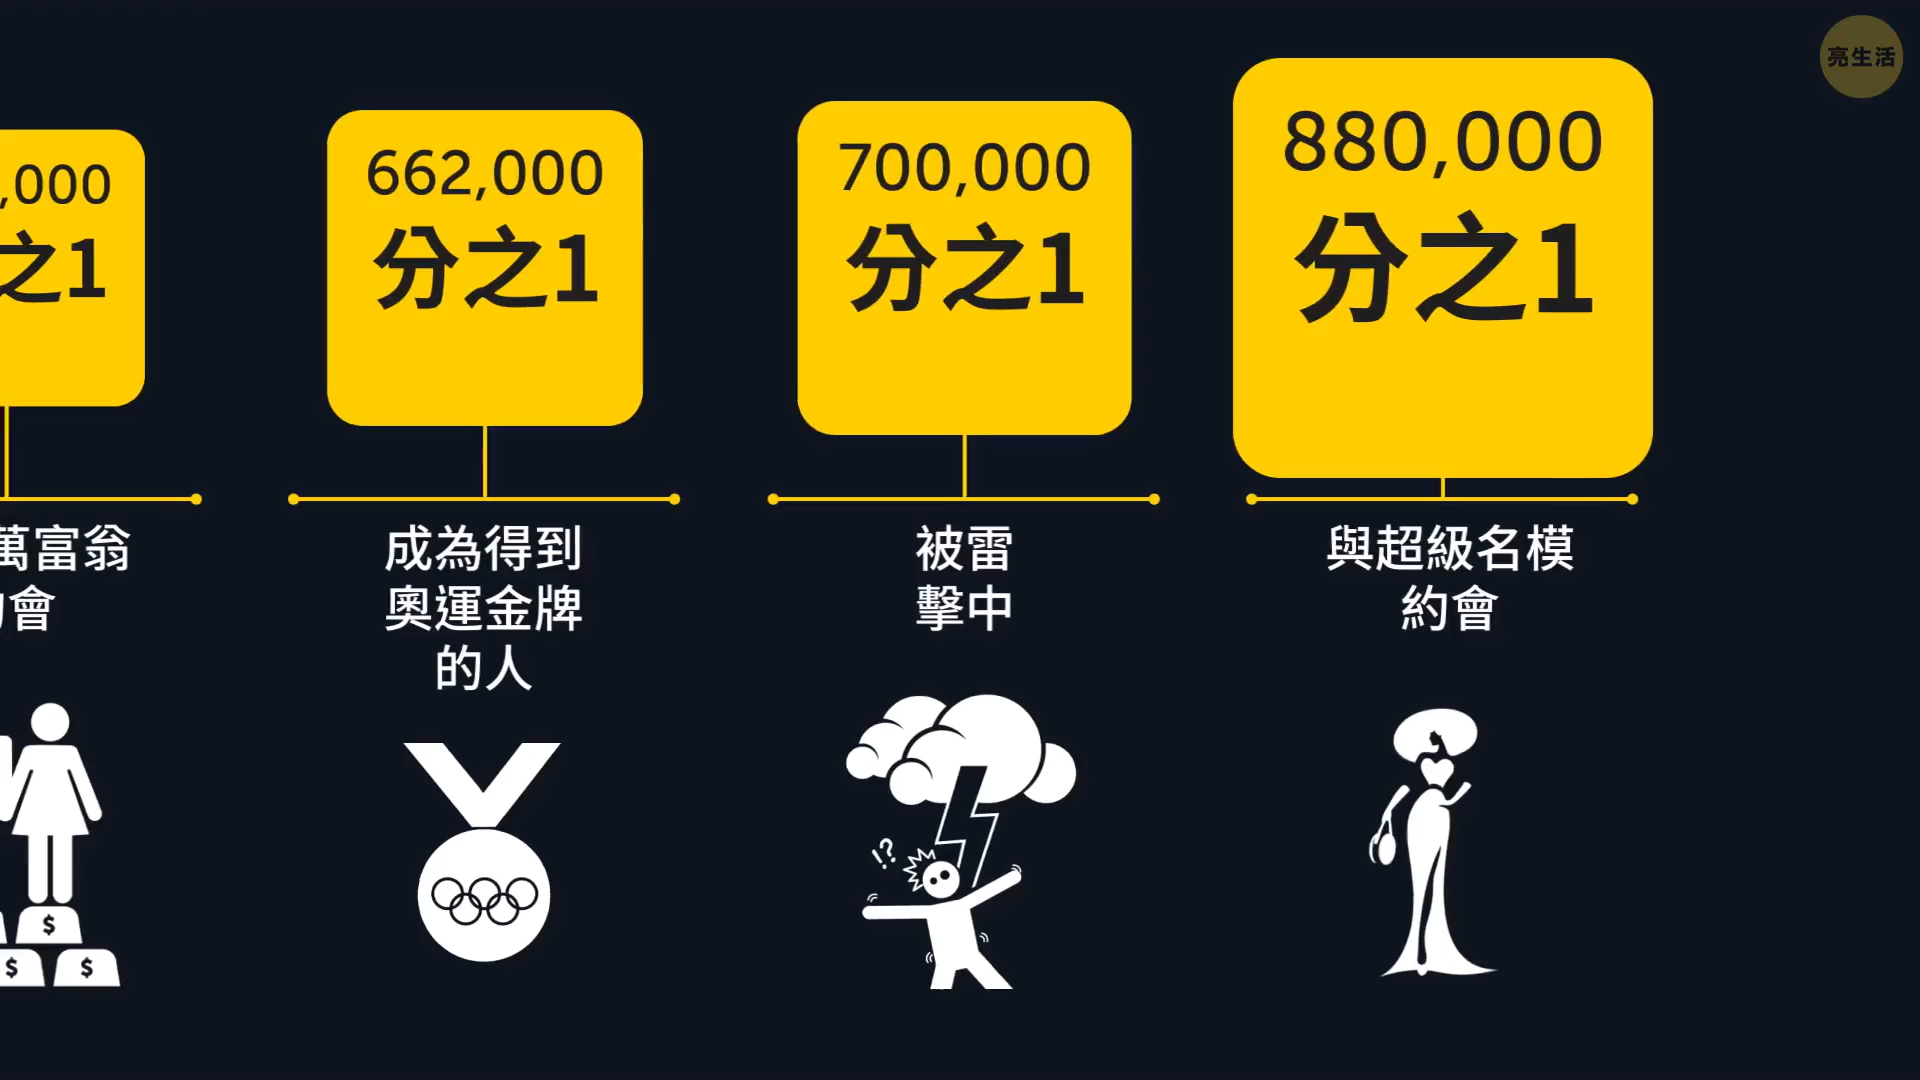 ,000
之1
萬富翁
會
662,000
分之1
成為得到
奧運金牌
的人
700,000
分之1
被雷
擊中
!?
880,000
分之1
與超級名模
約會
$
$
$
亮生活